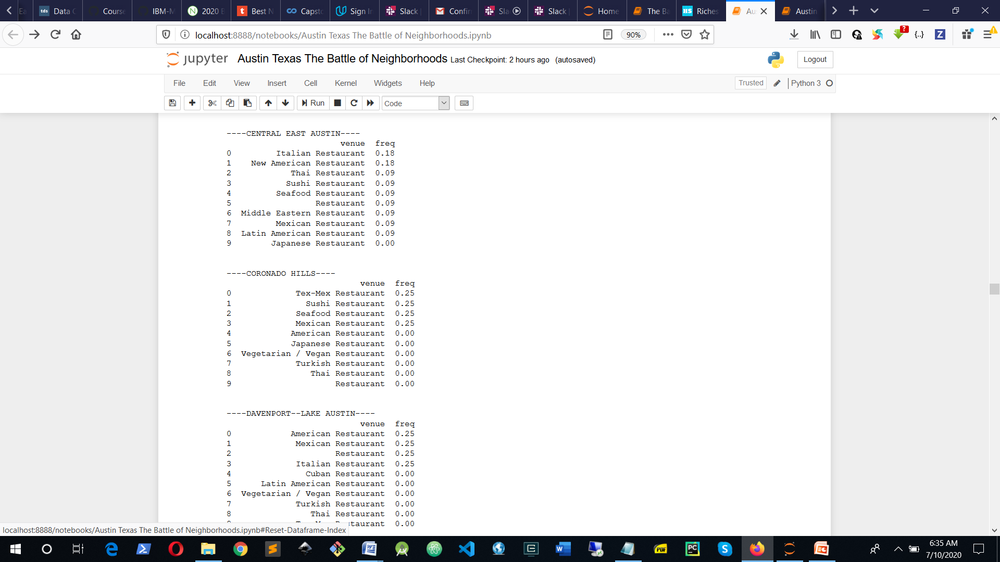 Ea
Data C
Course
IBM-M
2020 E
Best N
Capsto
Sign In
Slack
Confir
Sla
Slack
Home
The Ba
Riches
Au
Austin
localhost:8888/notebooks/Austin Texas The Battle of Neighborhoods.ipynb
90%
jupyter Austin Texas The Battle of Neighborhoods Last Checkpoint: 2 hours ago (autosaved)
Logout
File Edit View Insert Cell Kernel Widgets Help
Trusted
Python 3
Run
Code
----CENTRAL EAST AUSTIN----
venue freq
0 Italian Restaurant 0.18
1 New American Restaurant 0.18
2 Thai Restaurant 0.09
3 Sushi Restaurant 0.09
4 Seafood Restaurant 0.09
5 Restaurant 0.09
6 Middle Eastern Restaurant 0.09
7 Mexican Restaurant 0.09
8 Latin American Restaurant 0.09
9 Japanese Restaurant 0.00
----CORONADO HILLS----
venue freq
0 Tex-Mex Restaurant 0.25
1 Sushi Restaurant 0.25
2 Seafood Restaurant 0.25
3 Mexican Restaurant 0.25
4 American Restaurant 0.00
5 Japanese Restaurant 0.00
6 Vegetarian / Vegan Restaurant 0.00
7 Turkish Restaurant 0.00
8 Thai Restaurant 0.00
9 Restaurant 0.00
----DAVENPORT--LAKE AUSTIN----
venue freq
0 American Restaurant 0.25
1 Mexican Restaurant 0.25
2 Restaurant 0.25
3 Italian Restaurant 0.25
4 Cuban Restaurant 0.00
5 Latin American Restaurant 0.00
6 Vegetarian / Vegan Restaurant 0.00
7 Turkish Restaurant 0.00
8 Thai Restaurant 0.00
staurant 0.00
localhost:8888/notebooks/Austin Texas The Battle of Neighborhoods.ipynb#Reset-Dataframe-Index
6:35 AM
7/10/2020